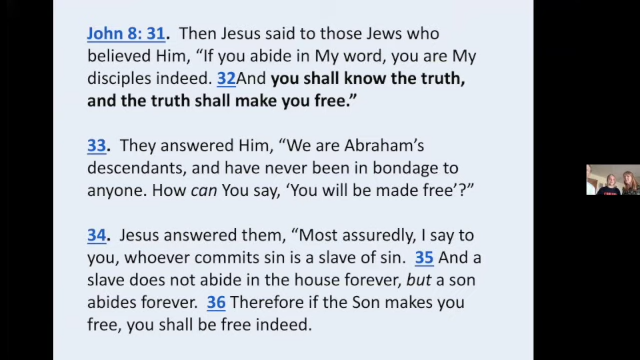 John 8: 31. Then Jesus said to those Jews who
believed Him, “If you abide in My word, you are My
disciples indeed. 32And you shall know the truth,
and the truth shall make you free.”
33. They answered Him, “We are Abraham’s
descendants, and have never been in bondage to
anyone. How can You say, ‘You will be made free’?”
34. Jesus answered them, “Most assuredly, I say to
you, whoever commits sin is a slave of sin. 35 And a
slave does not abide in the house forever, but a son
abides forever. 36 Therefore if the Son makes you
free, you shall be free indeed.